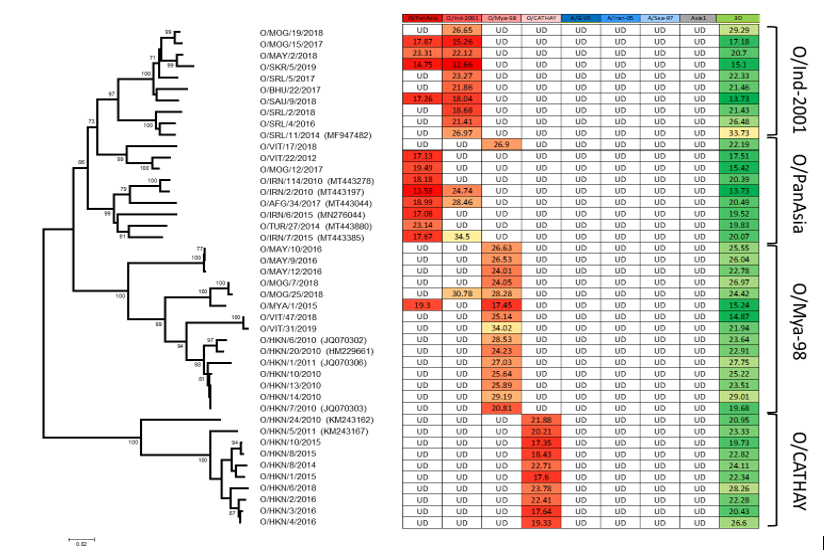 O/PanAsia O/Ind-2001 O/Mya-98 O/CATHAY A/G-VII A/Iran-05 A/Sea-97 Asia1 3D
O/MOG/19/2018 UD 26.65 UD UD UD UD UD UD 29.29
O/MOG/15/2017 17.87 15.26 UD UD UD UD UD UD 17.18
O/MAY/2/2018 23.31 22.12 UD UD UD UD UD UD 20.7
O/SKR/5/2019 14.75 12.66 UD UD UD UD UD UD 15.1
O/SRL/5/2017 UD 23.27 UD UD UD UD UD UD 22.33
O/BHU/22/2017 UD 21.86 UD UD UD UD UD UD 21.46
O/SAU/9/2018 17.26 18.04 UD UD UD UD UD UD 13.73
O/SRL/2/2018 UD 18.68 UD UD UD UD UD UD 21.43
O/SRL/4/2016 UD 21.41 UD UD UD UD UD UD 26.48
O/SRL/11/2014 (MF947482) UD 26.97 UD UD UD UD UD UD 33.73
O/VIT/17/2018 UD UD 26.9 UD UD UD UD UD 22.19
O/VIT/22/2012 17.13 UD UD UD UD UD UD UD 17.51
O/MOG/12/2017 19.49 UD UD UD UD UD UD UD 15.42
O/IRN/114/2010 (MT443278) 18.18 UD UD UD UD UD UD UD 20.39
O/IRN/2/2010 (MT443197) 13.58 24.74 UD UD UD UD UD UD 13.73
O/AFG/34/2017 (MT443044) 18.99 28.46 UD UD UD UD UD UD 20.49
O/IRN/6/2015 (MN276044) 17.08 UD UD UD UD UD UD UD 19.52
O/TUR/27/2014 (MT443880) 23.14 UD UD UD UD UD UD UD 19.83
O/IRN/7/2015 (MT443385) 17.67 34.5 UD UD UD UD UD UD 20.07
O/MAY/10/2016 UD UD 26.63 UD UD UD UD UD 25.55
O/MAY/9/2016 UD UD 26.53 UD UD UD UD UD 26.04
O/MAY/12/2016 UD UD 24.01 UD UD UD UD UD 22.78
O/MOG/7/2018 UD UD 24.05 UD UD UD UD UD 26.97
O/MOG/25/2018 UD 30.78 28.28 UD UD UD UD UD 24.42
O/MYA/1/2015 19.3 UD 17.45 UD UD UD UD UD 15.24
O/VIT/47/2018 UD UD 25.14 UD UD UD UD UD 14.87
O/VIT/31/2019 UD UD 34.02 UD UD UD UD UD 21.94
O/HKN/6/2010 (JQ070302) UD UD 28.53 UD UD UD UD UD 23.64
O/HKN/20/2010 (HM229661) UD UD 24.23 UD UD UD UD UD 22.91
O/HKN/1/2011 (JQ070306) UD UD 27.03 UD UD UD UD UD 27.75
O/HKN/10/2010 UD UD 25.64 UD UD UD UD UD 25.22
O/HKN/13/2010 UD UD 25.89 UD UD UD UD UD 23.51
O/HKN/14/2010 UD UD 29.19 UD UD UD UD UD 29.01
O/HKN/7/2010 (JQ070303) UD UD 20.81 UD UD UD UD UD 19.68
O/HKN/24/2010 (KM243162) UD UD UD 21.88 UD UD UD UD 20.95
O/HKN/5/2011 (KM243167) UD UD UD 20.21 UD UD UD UD 23.33
O/HKN/10/2015 UD UD UD 17.35 UD UD UD UD 19.73
O/HKN/8/2015 UD UD UD 18.43 UD UD UD UD 22.82
O/HKN/8/2014 UD UD UD 22.71 UD UD UD UD 24.11
O/HKN/1/2015 UD UD UD 17.6 UD UD UD UD 22.34
O/HKN/6/2018 UD UD UD 23.78 UD UD UD UD 28.26
O/HKN/2/2016 UD UD UD 22.41 UD UD UD UD 22.28
O/HKN/3/2016 UD UD UD 17.64 UD UD UD UD 20.43
O/HKN/4/2016 UD UD UD 19.33 UD UD UD UD 26.6
O/Ind-2001
O/PanAsia
O/Mya-98
O/CATHAY
99
71
99
100
97
100
73
99
88
100
79
99
91
77
100
100
100
99
100
94
97
98
81
94
100
87
0.02